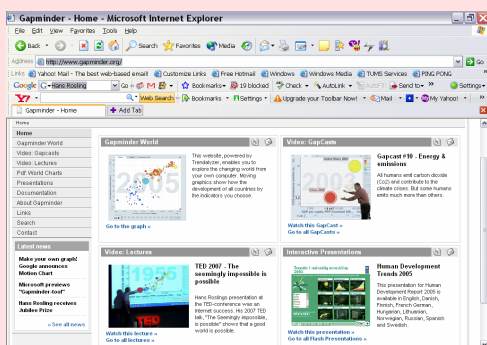 Gapminder - Home - Microsoft Internet Explorer
File Edit View Favorites Tools Help
Back Search Favorites Media
Address http://www.gapminder.org/ Go
Links Yahoo! Mail - The best web-based email! Customize Links Free Hotmail Windows Windows Media TUMS Services PING PONG
Google Hans Rosling Go Bookmarks 19 blocked Check AutoLink AutoFill Send to Settings
Y! Web Search Bookmarks Settings Upgrade your Toolbar Now! Mail My Yahoo!
Gapminder - Home Add Tab
Home
Home
Gapminder World
Video: Gapcasts
Video: Lectures
Pdf World Charts
Presentations
Documentation
About Gapminder
Links
Search
Contact
Latest news
Make your own graph!
Google announces
Motion Chart
Microsoft previews
"Gapminder-tool"
Hans Rosling receives
Jubilee Prize
» See all news
Gapminder World
2005
This website, powered by
Trendalyzer, enables you to
explore the changing world from
your own computer. Moving
graphics show how the
development of all countries by
the indicators you choose.
Go to the graph »
Video: GapCasts
Gapcast #10 - Energy &
emissions
All humans emit carbon dioxide
(Co2) and contribute to the
climate crises. But some humans
emits much more than others.
Watch this GapCast »
Go to all GapCasts »
Video: Lectures
TED
TED 2007 - The
seemingly impossible is
possible
Hans Roslings presentation at
the TED-conference was an
Internet success. His 2007 TED
talk, "The Seemingly impossible,
is possible" shows that a good
world is possible.
Watch this lecture »
Go to all lectures »
Interactive Presentations
Human Development
Trends 2005
This presentation for Human
Development Report 2005 is
available in English, Danish,
Finnish, French German,
Hungarian, Lithuanian,
Norwegian, Russian, Spanish
and Swedish.
Watch this presentation »
Go to all Flash Presentations »